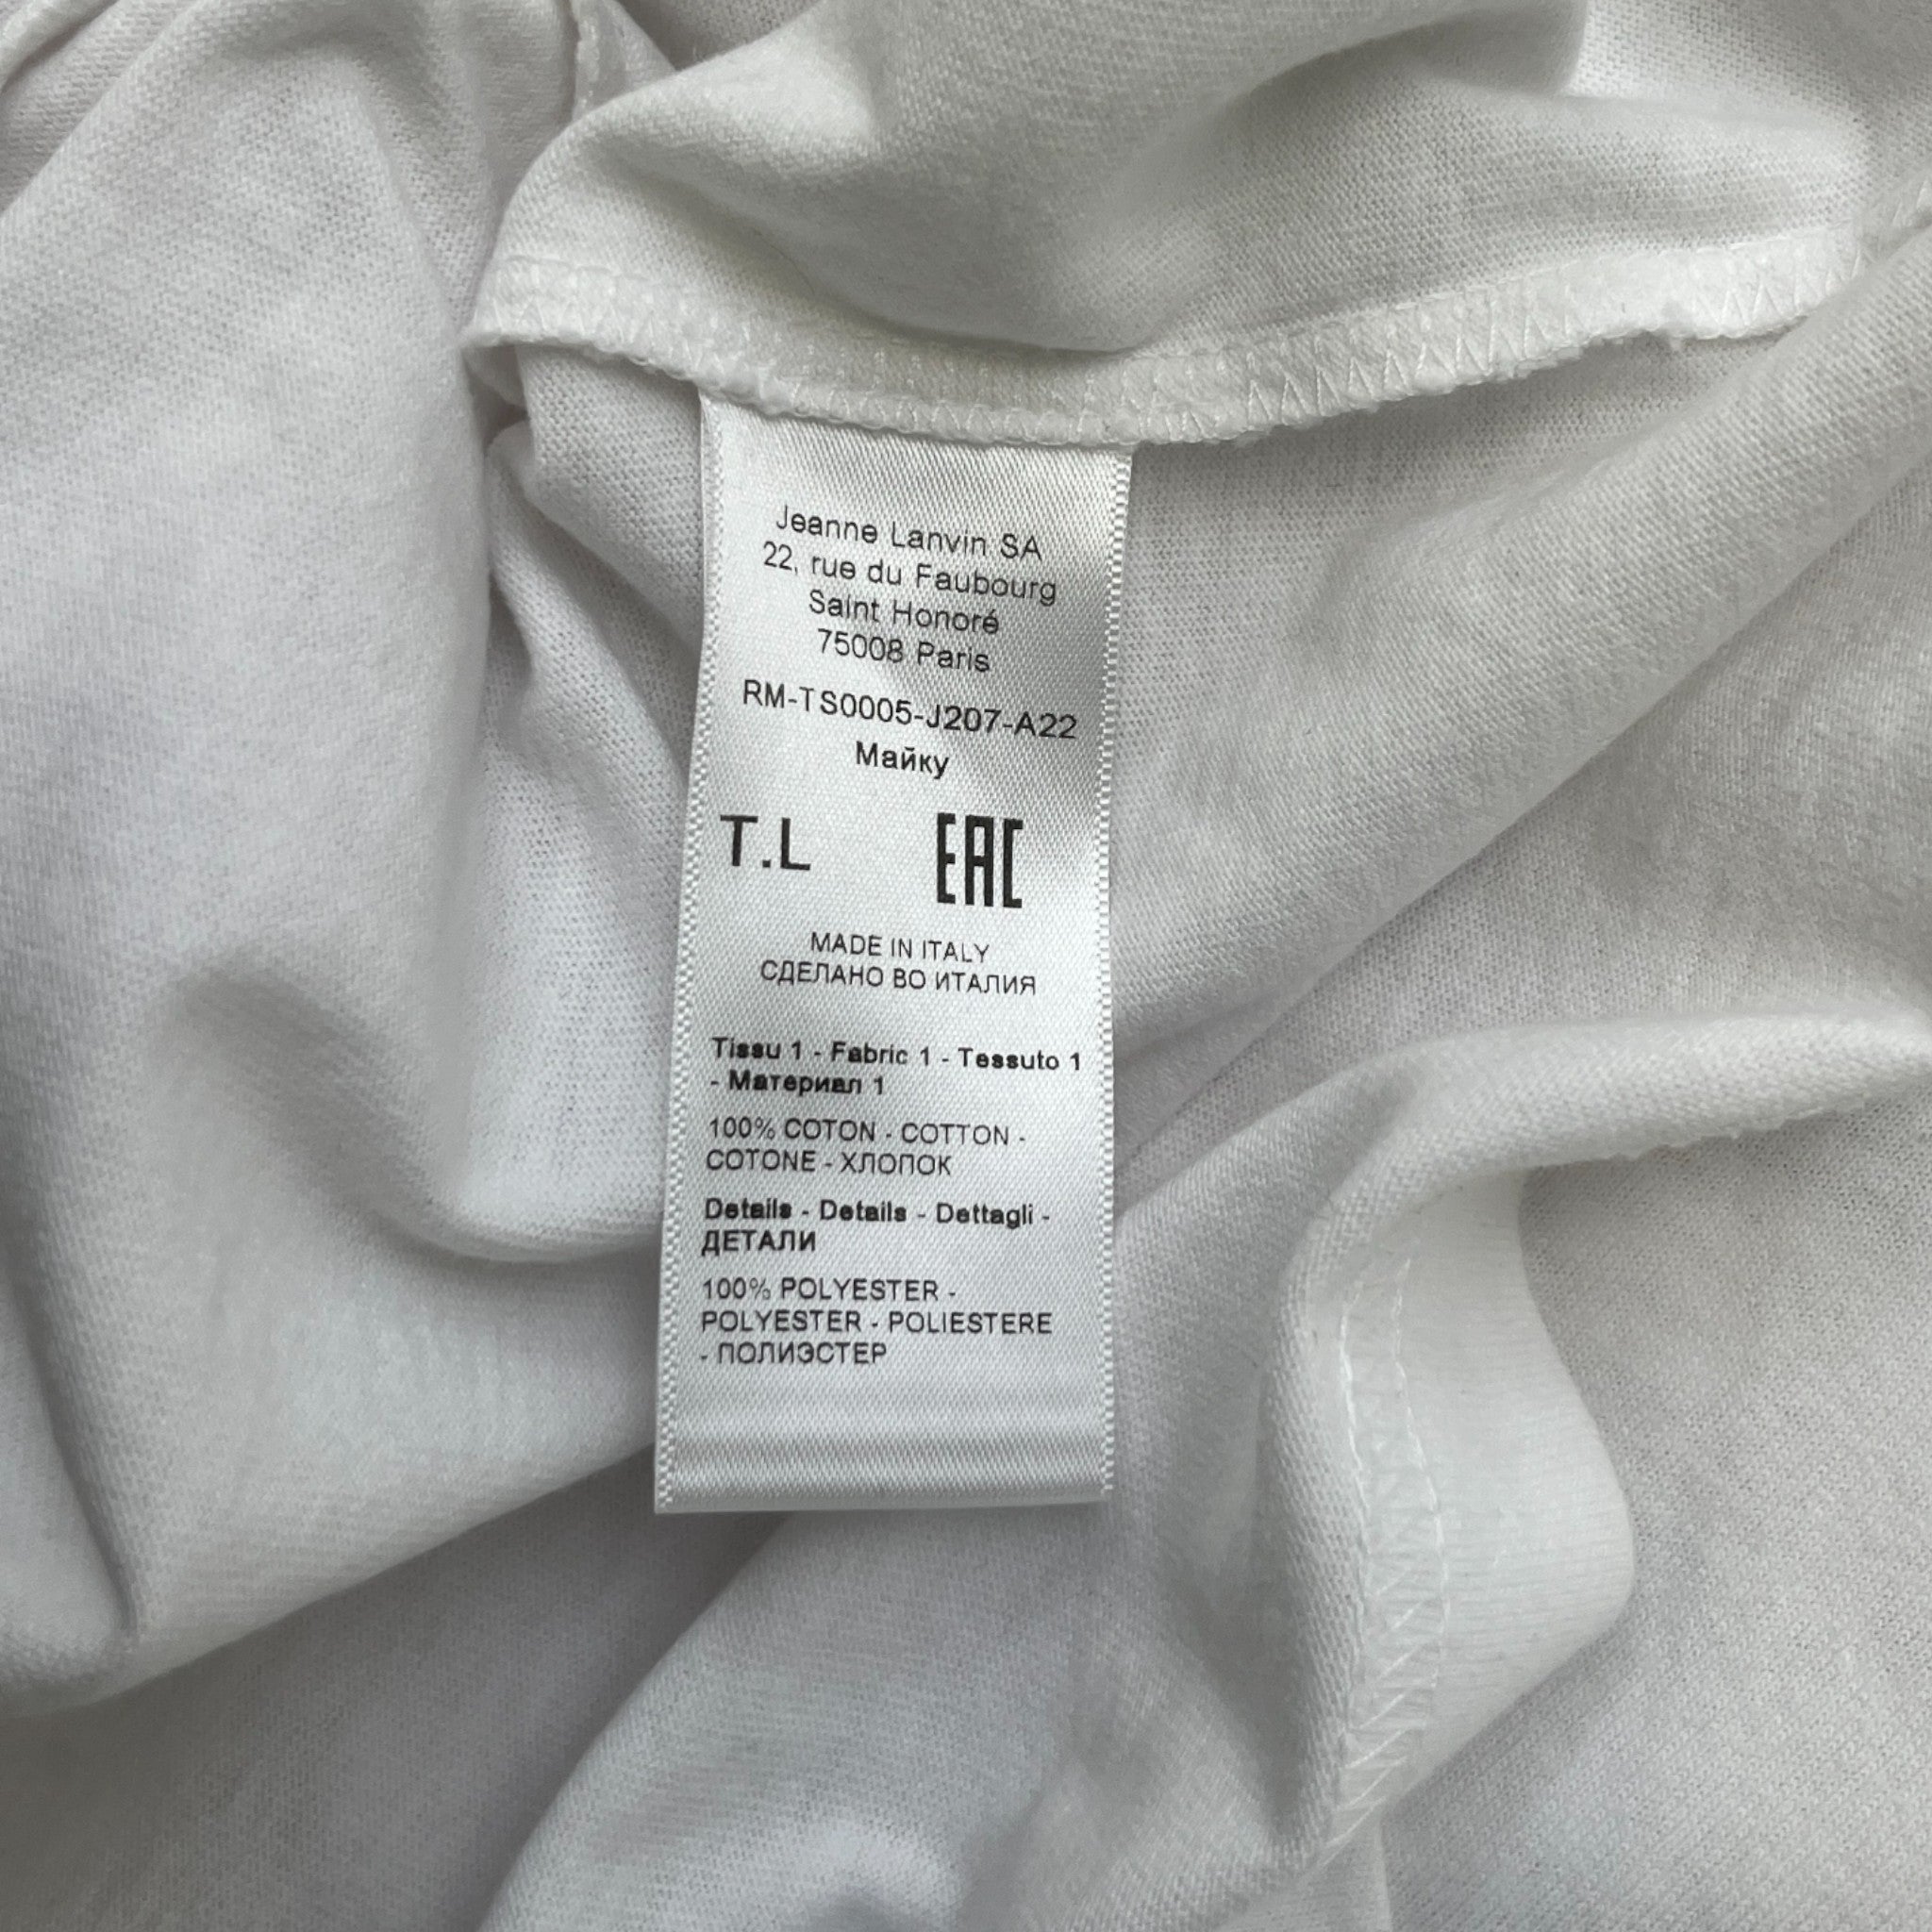 Jeanne Lanvin SA
22, rue du Faubourg
Saint Honoré
75008 Paris
RM-TS0005-J207-A22
Майку
T.L
EAC
MADE IN ITALY
СДЕЛАНО ВО ИТАЛИЯ
Tissu 1 - Fabric 1 - Tessuto 1
- Материал 1
100% COTON - COTTON -
COTONE - ХЛОПОК
Details - Details - Dettagli -
ДЕТАЛИ
100% POLYESTER -
POLYESTER - POLIESTERE
- ПОЛИЭСТЕР